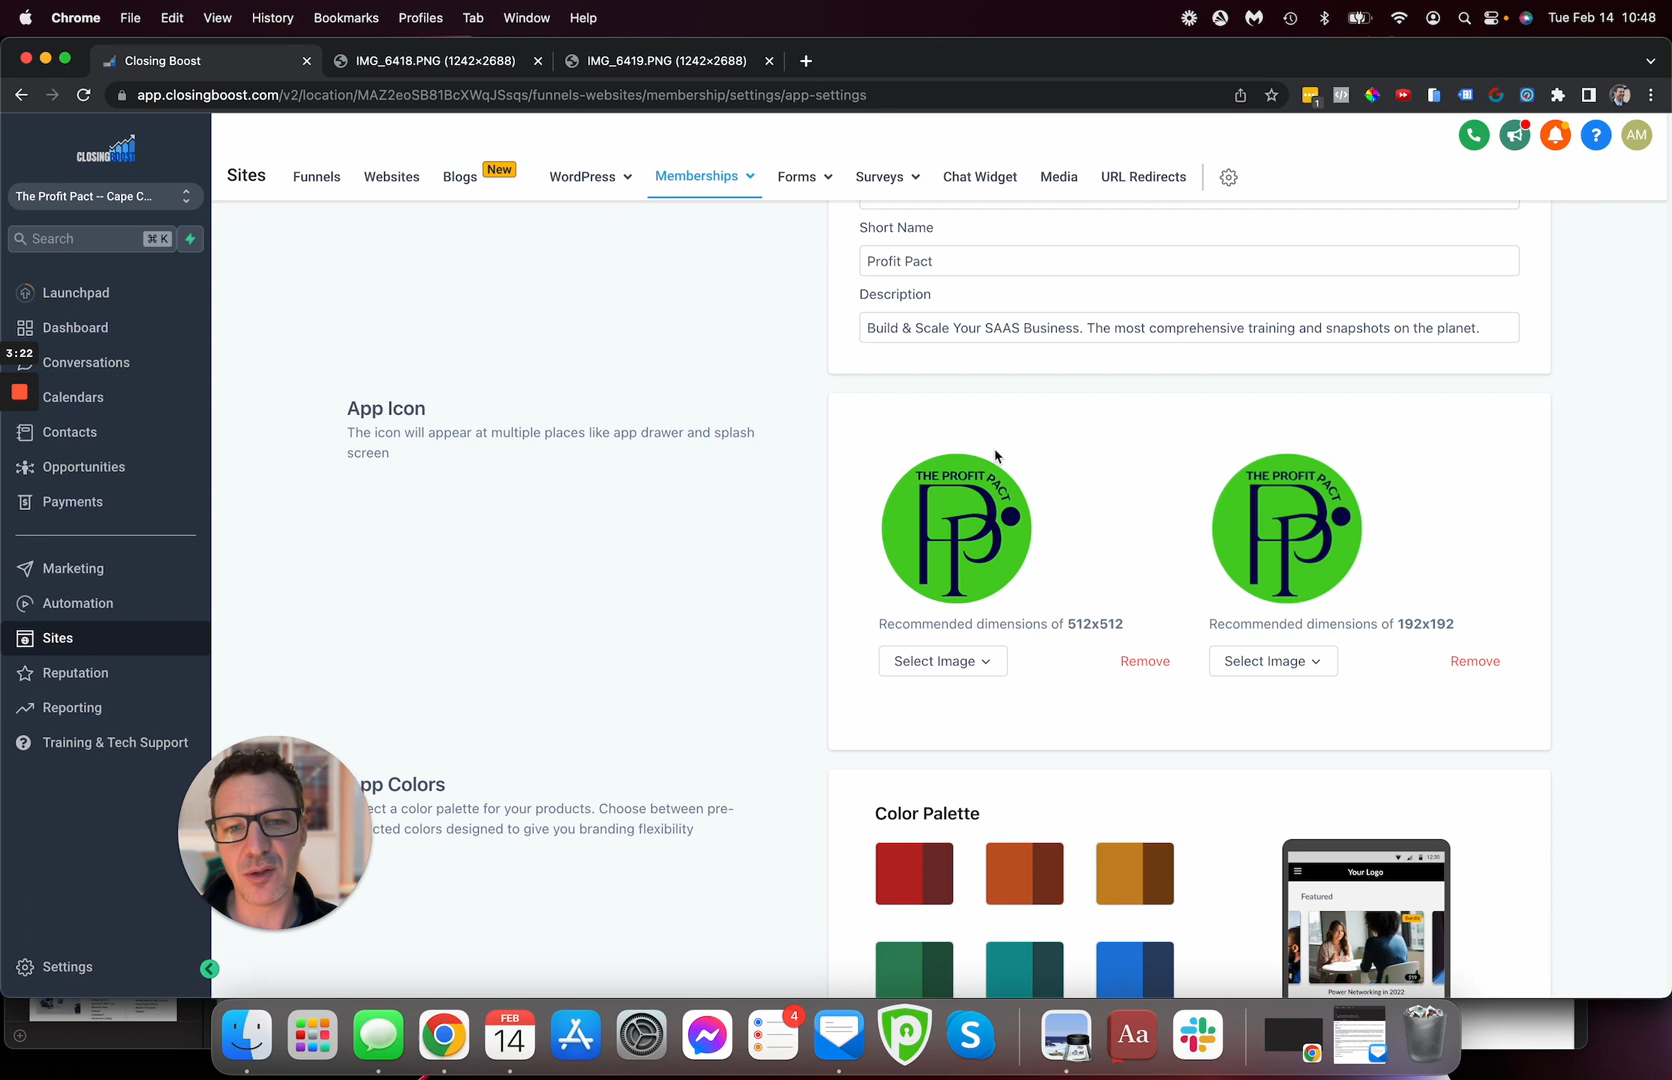 Chrome File Edit View History Bookmarks Profiles Tab Window Help Tue Feb 14 10:48
Closing Boost IMG_6418.PNG (1242×2688) IMG_6419.PNG (1242×2688)
app.closingboost.com/v2/location/MAZ2eoSB81BcXWqJSsqs/funnels-websites/membership/settings/app-settings
1
CLOSINGBOOST
AM
Sites Funnels Websites Blogs New WordPress Memberships Forms Surveys Chat Widget Media URL Redirects
The Profit Pact -- Cape C...
Search ⌘ K
Launchpad
Dashboard
3:22
Conversations
Calendars
Contacts
Opportunities
Payments
Marketing
Automation
Sites
Reputation
Reporting
Training & Tech Support
Settings
Short Name
Profit Pact
Description
Build & Scale Your SAAS Business. The most comprehensive training and snapshots on the planet.
App Icon
The icon will appear at multiple places like app drawer and splash
screen
THE PROFIT PACT
THE PROFIT PACT
Recommended dimensions of 512x512
Recommended dimensions of 192x192
Select Image Remove
Select Image Remove
pp Colors
ect a color palette for your products. Choose between pre-
cted colors designed to give you branding flexibility
Color Palette
12:30
Your Logo
Featured
Bundle
$19
Power Networking in 2022
FEB
14
4
Aa